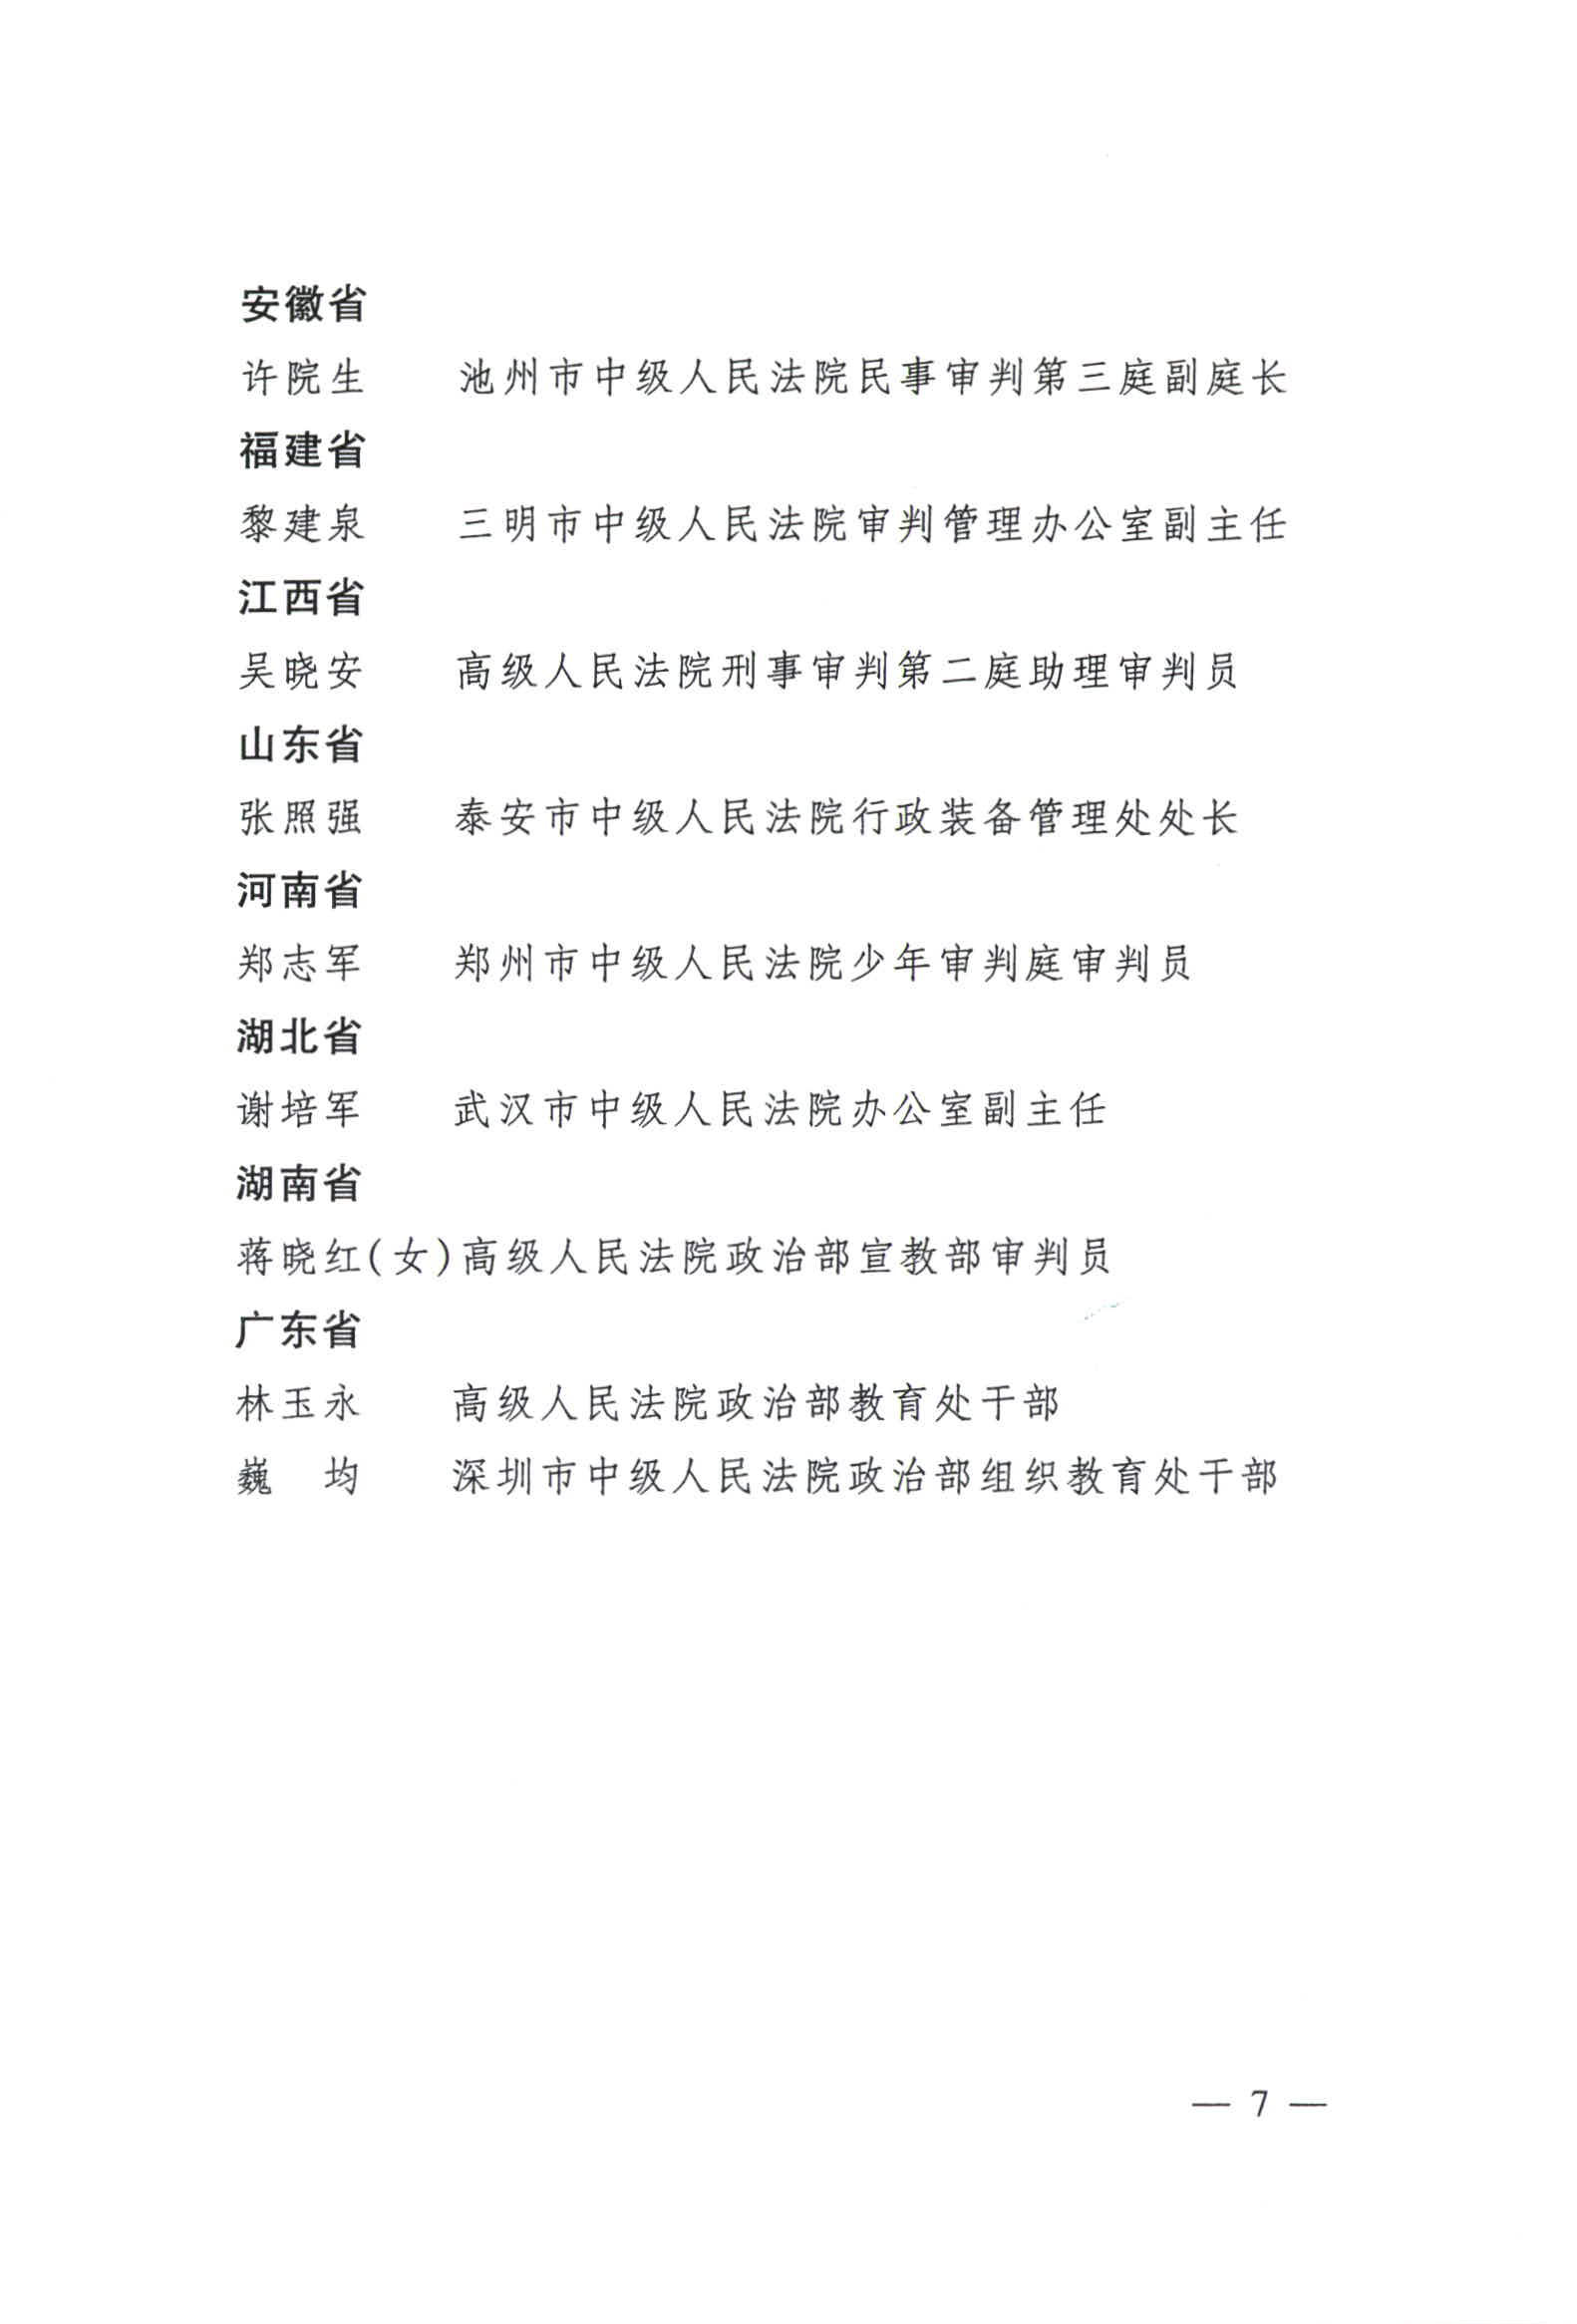 安徽省
许院生 池州市中级人民法院民事审判第三庭副庭长
福建省
黎建泉 三明市中级人民法院审判管理办公室副主任
江西省
吴晓安 高级人民法院刑事审判第二庭助理审判员
山东省
张照强 泰安市中级人民法院行政装备管理处处长
河南省
郑志军 郑州市中级人民法院少年审判庭审判员
湖北省
谢培军 武汉市中级人民法院办公室副主任
湖南省
蒋晓红(女)高级人民法院政治部宣教部审判员
广东省
林玉永 高级人民法院政治部教育处干部
巍 均 深圳市中级人民法院政治部组织教育处干部
— 7 —